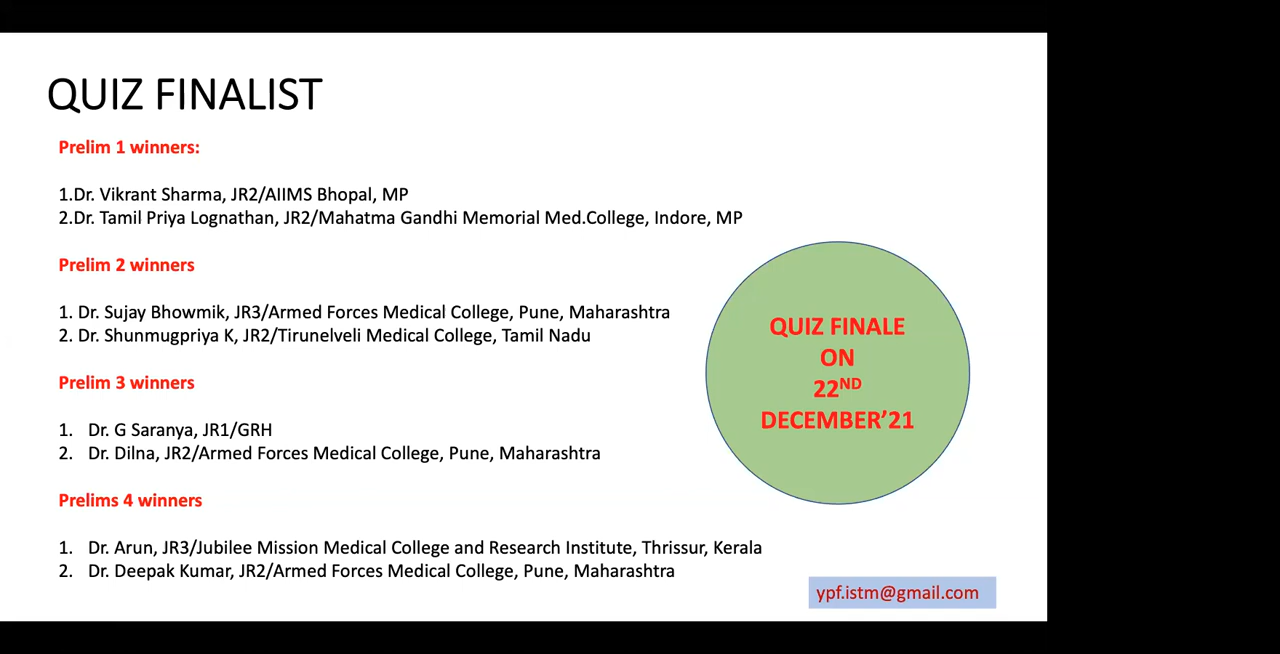 QUIZ FINALIST
Prelim 1 winners:
1.Dr. Vikrant Sharma, JR2/AIIMS Bhopal, MP
2.Dr. Tamil Priya Lognathan, JR2/Mahatma Gandhi Memorial Med.College, Indore, MP
Prelim 2 winners
1. Dr. Sujay Bhowmik, JR3/Armed Forces Medical College, Pune, Maharashtra
2. Dr. Shunmugpriya K, JR2/Tirunelveli Medical College, Tamil Nadu
Prelim 3 winners
1. Dr. G Saranya, JR1/GRH
2. Dr. Dilna, JR2/Armed Forces Medical College, Pune, Maharashtra
Prelims 4 winners
1. Dr. Arun, JR3/Jubilee Mission Medical College and Research Institute, Thrissur, Kerala
2. Dr. Deepak Kumar, JR2/Armed Forces Medical College, Pune, Maharashtra
QUIZ FINALE
ON
22ND
DECEMBER’21
ypf.istm@gmail.com